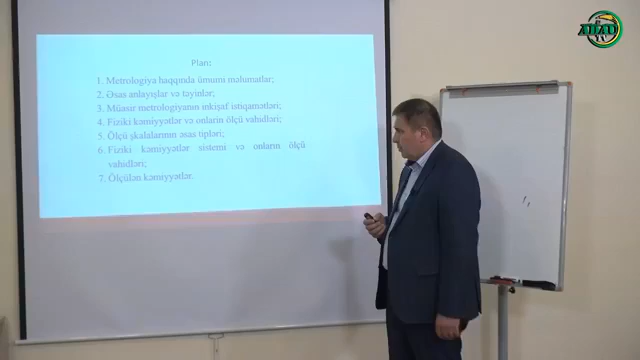 Plan:
1. Metrologiya haqqında ümumi məlumatlar;
2. Əsas anlayışlar və təyinlər;
3. Müasir metrologiyanın inkişaf istiqamətləri;
4. Fiziki kəmiyyətlər və onların ölçü vahidləri;
5. Ölçü şkalalarının əsas tipləri;
6. Fiziki kəmiyyətlər sistemi və onların ölçü
vahidləri;
7. Ölçülən kəmiyyətlər.